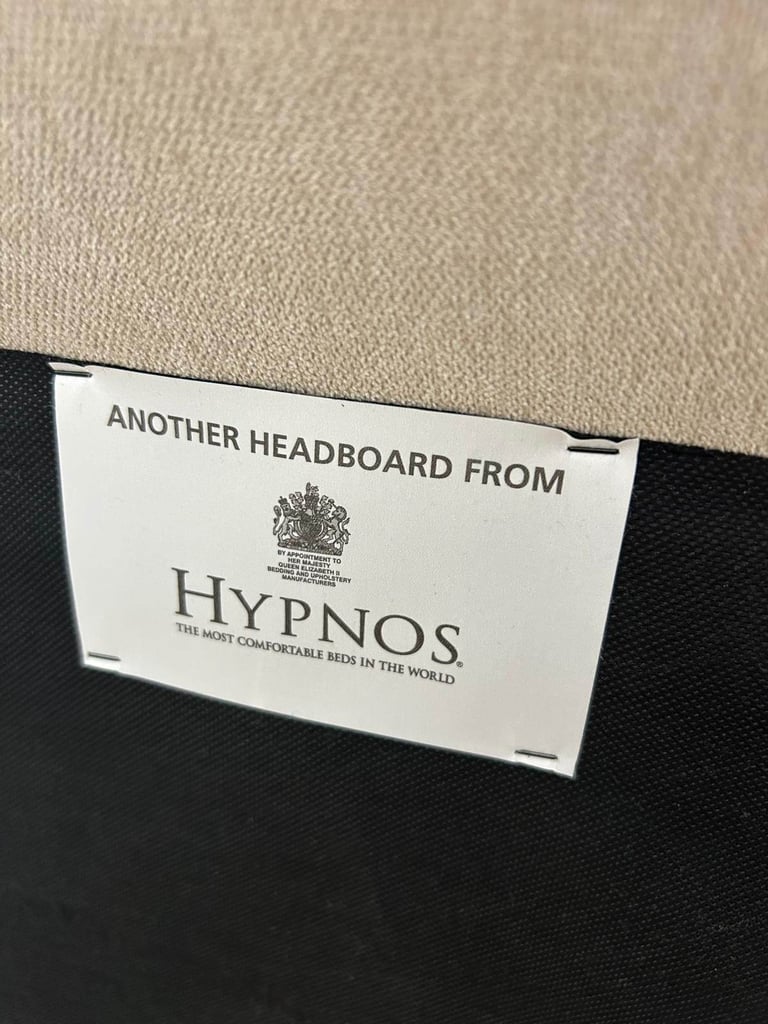 ANOTHER HEADBOARD FROM
BY APPOINTMENT TO
HER MAJESTY
QUEEN ELIZABETH II
BEDDING AND UPHOLSTERY
MANUFACTURERS
HYPNOS®
THE MOST COMFORTABLE BEDS IN THE WORLD